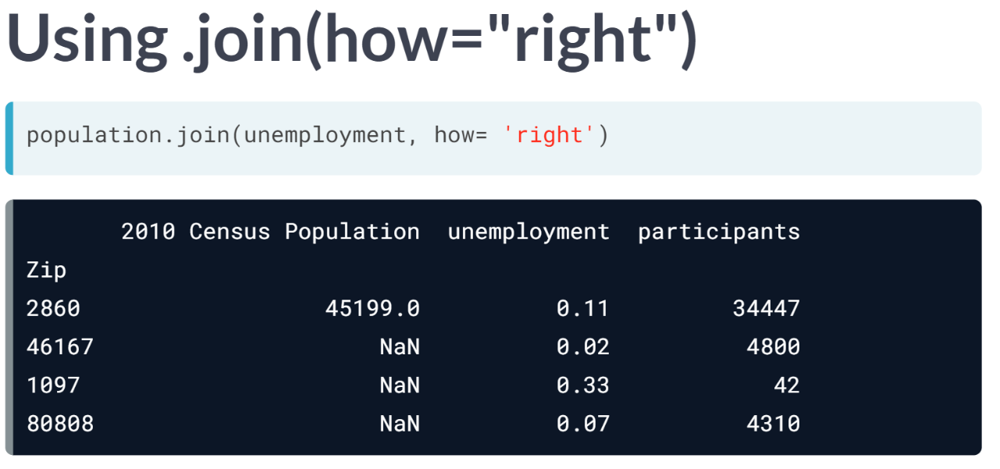 Using .join(how="right")
population.join(unemployment, how= 'right')
2010 Census Population unemployment participants
Zip
2860 45199.0 0.11 34447
46167 NaN 0.02 4800
1097 NaN 0.33 42
80808 NaN 0.07 4310